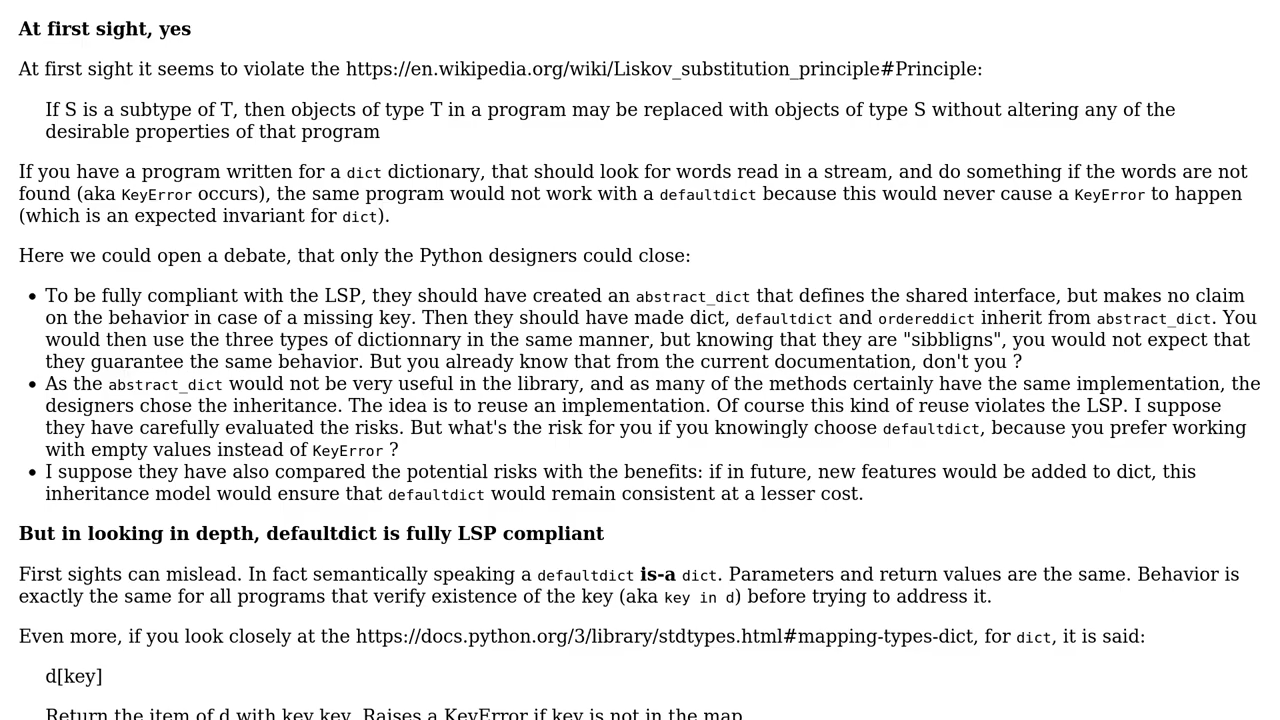 At first sight, yes
At first sight it seems to violate the https://en.wikipedia.org/wiki/Liskov_substitution_principle#Principle:
If S is a subtype of T, then objects of type T in a program may be replaced with objects of type S without altering any of the
desirable properties of that program
If you have a program written for a dict dictionary, that should look for words read in a stream, and do something if the words are not
found (aka KeyError occurs), the same program would not work with a defaultdict because this would never cause a KeyError to happen
(which is an expected invariant for dict).
Here we could open a debate, that only the Python designers could close:
• To be fully compliant with the LSP, they should have created an abstract_dict that defines the shared interface, but makes no claim
on the behavior in case of a missing key. Then they should have made dict, defaultdict and ordereddict inherit from abstract_dict. You
would then use the three types of dictionnary in the same manner, but knowing that they are "sibbligns", you would not expect that
they guarantee the same behavior. But you already know that from the current documentation, don't you ?
• As the abstract_dict would not be very useful in the library, and as many of the methods certainly have the same implementation, the
designers chose the inheritance. The idea is to reuse an implementation. Of course this kind of reuse violates the LSP. I suppose
they have carefully evaluated the risks. But what's the risk for you if you knowingly choose defaultdict, because you prefer working
with empty values instead of KeyError ?
• I suppose they have also compared the potential risks with the benefits: if in future, new features would be added to dict, this
inheritance model would ensure that defaultdict would remain consistent at a lesser cost.
But in looking in depth, defaultdict is fully LSP compliant
First sights can mislead. In fact semantically speaking a defaultdict is-a dict. Parameters and return values are the same. Behavior is
exactly the same for all programs that verify existence of the key (aka key in d) before trying to address it.
Even more, if you look closely at the https://docs.python.org/3/library/stdtypes.html#mapping-types-dict, for dict, it is said:
d[key]
Return the item of d with key key. Raises a KeyError if key is not in the map.